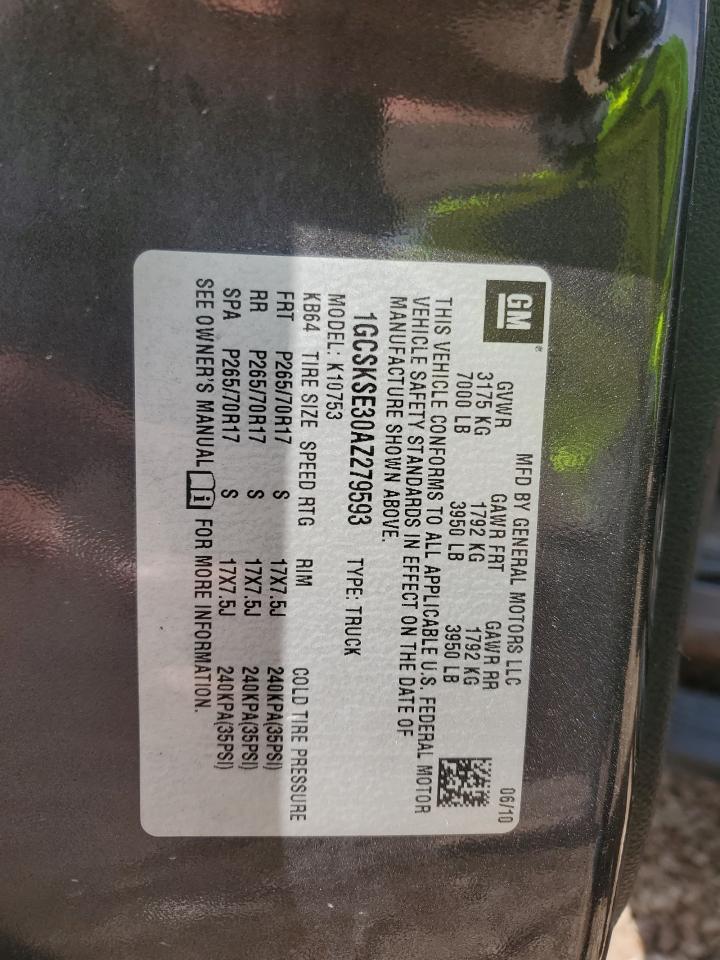 GM
MFD BY GENERAL MOTORS LLC 06/10
GVWR GAWR FRT GAWR RR
3175 KG 1792 KG 1792 KG
7000 LB 3950 LB 3950 LB
THIS VEHICLE CONFORMS TO ALL APPLICABLE U.S. FEDERAL MOTOR
VEHICLE SAFETY STANDARDS IN EFFECT ON THE DATE OF
MANUFACTURE SHOWN ABOVE.
1GCSKSE30AZ279593 TYPE: TRUCK
MODEL: K10753
KB64 TIRE SIZE SPEED RTG RIM COLD TIRE PRESSURE
FRT P265/70R17 S 17X7.5J 240KPA(35PSI)
RR P265/70R17 S 17X7.5J 240KPA(35PSI)
SPA P265/70R17 S 17X7.5J 240KPA(35PSI)
SEE OWNER'S MANUAL i FOR MORE INFORMATION.